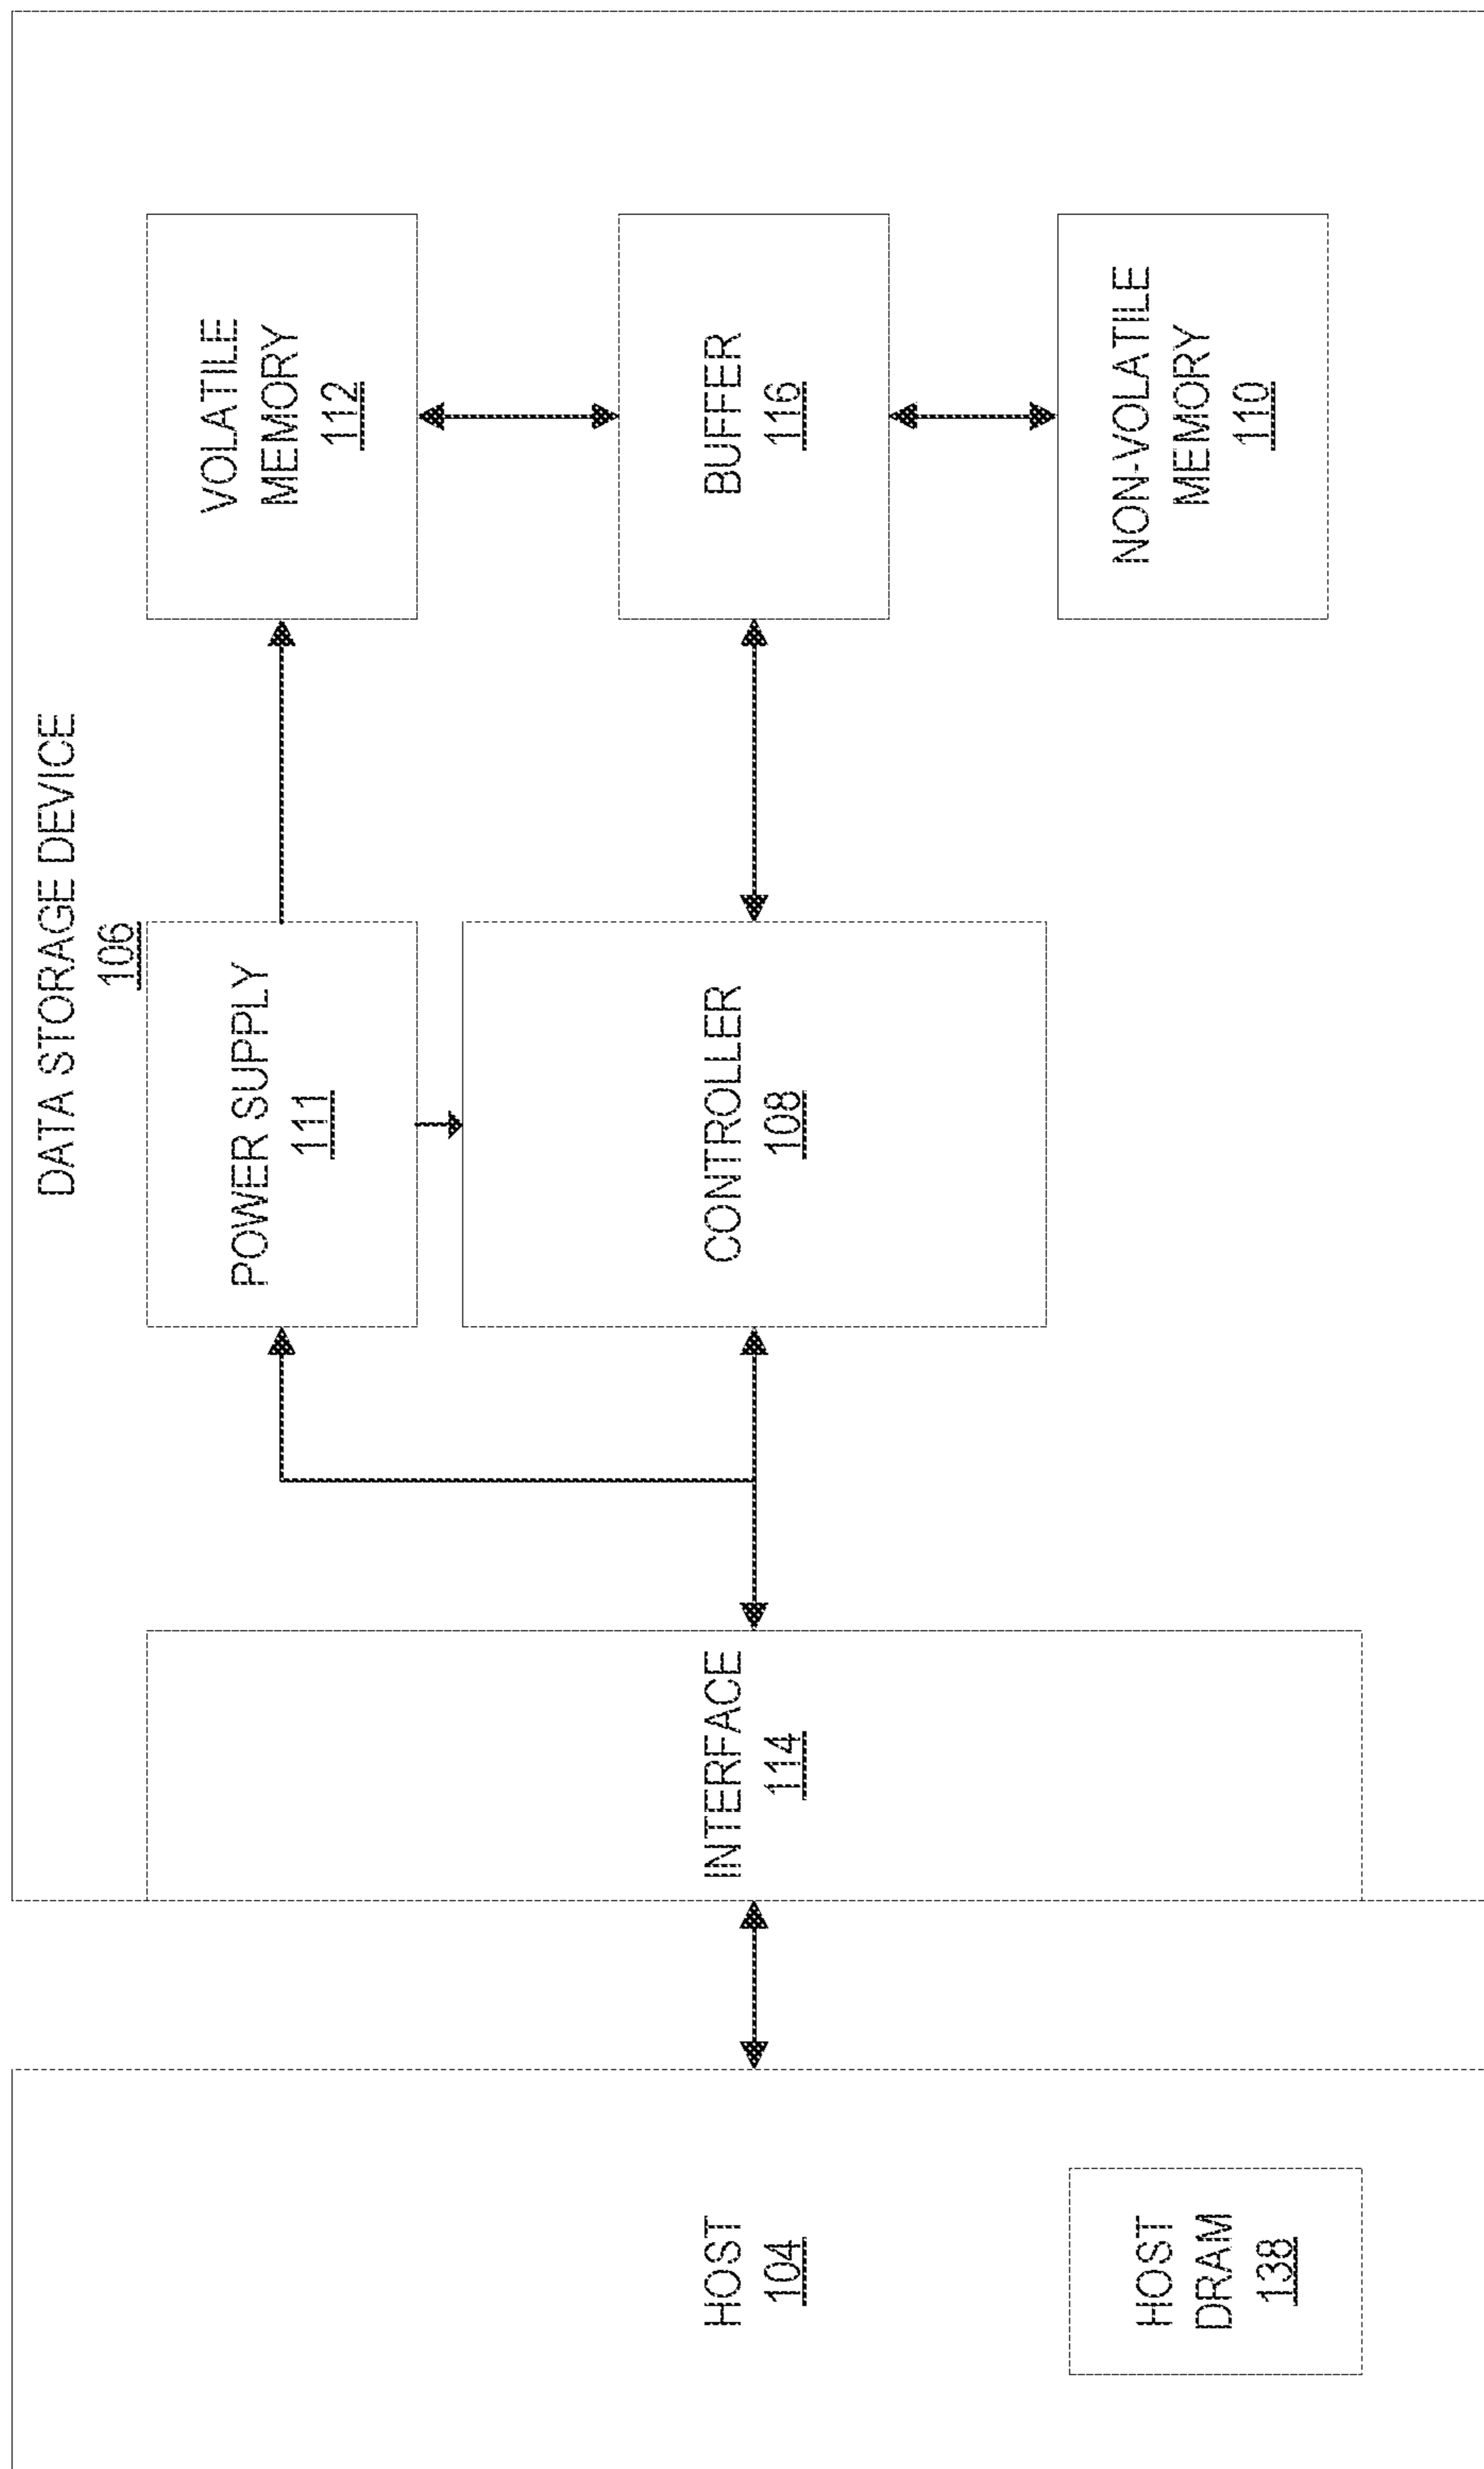 DATA STORAGE DEVICE
106
HOST
104
HOST
DRAM
138
INTERFACE
114
POWER SUPPLY
111
CONTROLLER
108
VOLATILE
MEMORY
112
BUFFER
116
NON-VOLATILE
MEMORY
110